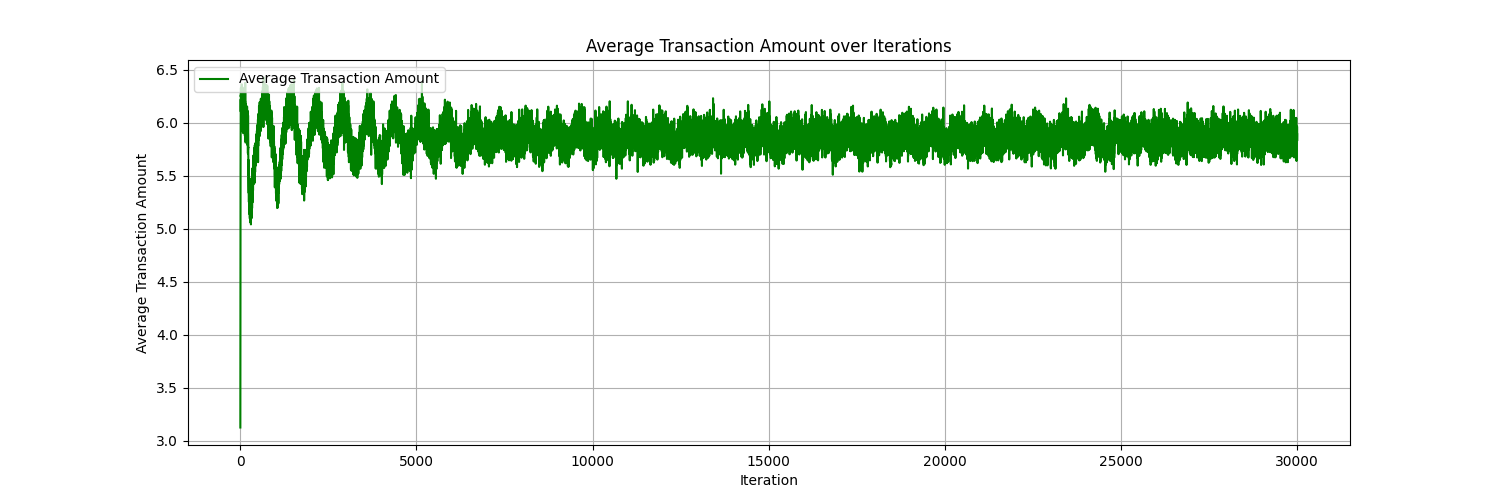 Average Transaction Amount over Iterations
Average Transaction Amount
Average Transaction Amount
6.5
6.0
5.5
5.0
4.5
4.0
3.5
3.0
0 5000 10000 15000 20000 25000 30000
Iteration